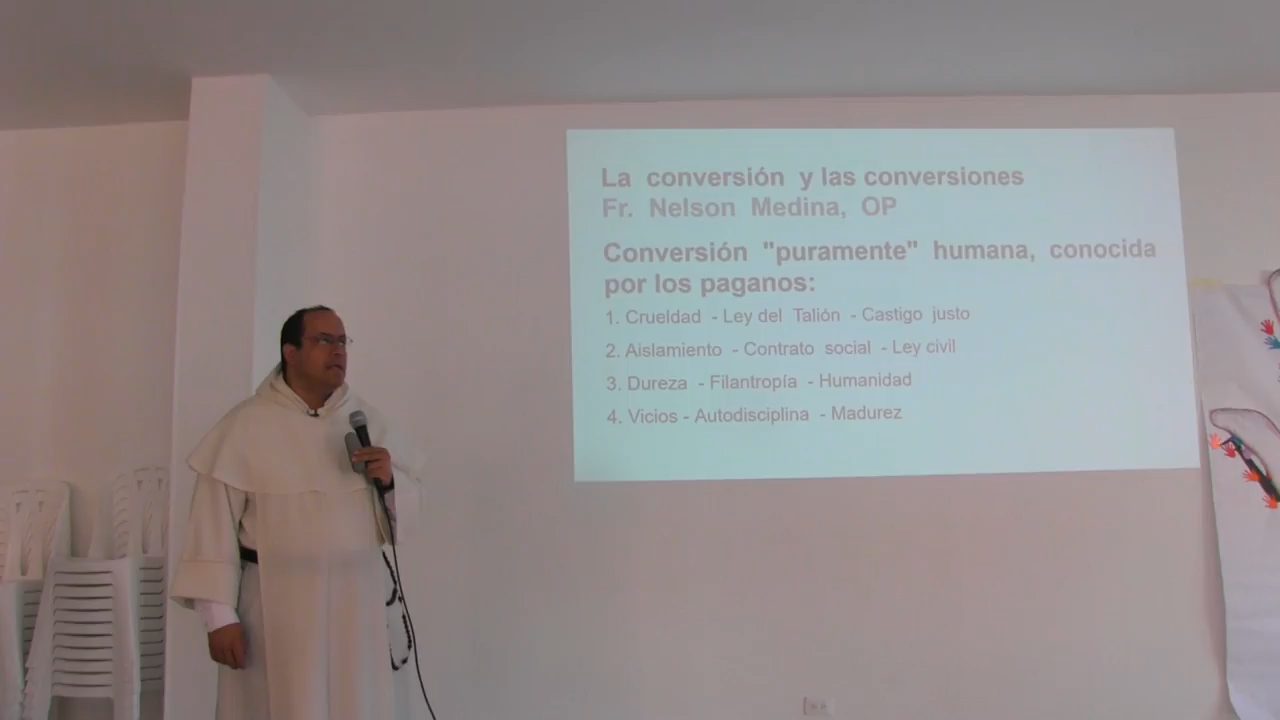 La conversión y las conversiones
Fr. Nelson Medina, OP
Conversión "puramente" humana, conocida
por los paganos:
1. Crueldad - Ley del Talión - Castigo justo
2. Aislamiento - Contrato social - Ley civil
3. Dureza - Filantropía - Humanidad
4. Vicios - Autodisciplina - Madurez